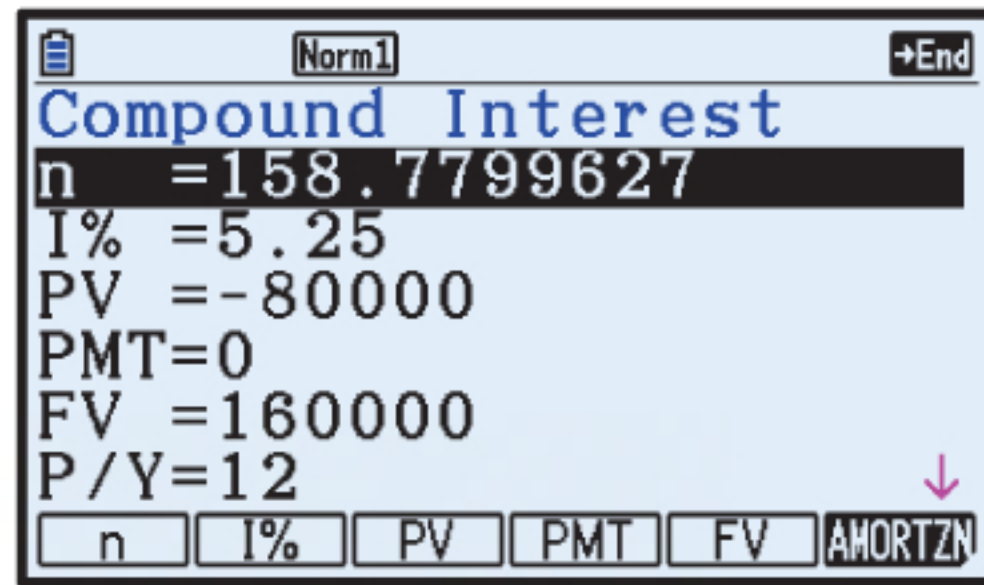 Norm1 →End
Compound Interest
n =158.7799627
I% =5.25
PV =-80000
PMT=0
FV =160000
P/Y=12 ↓
n I% PV PMT FV AMORTZN